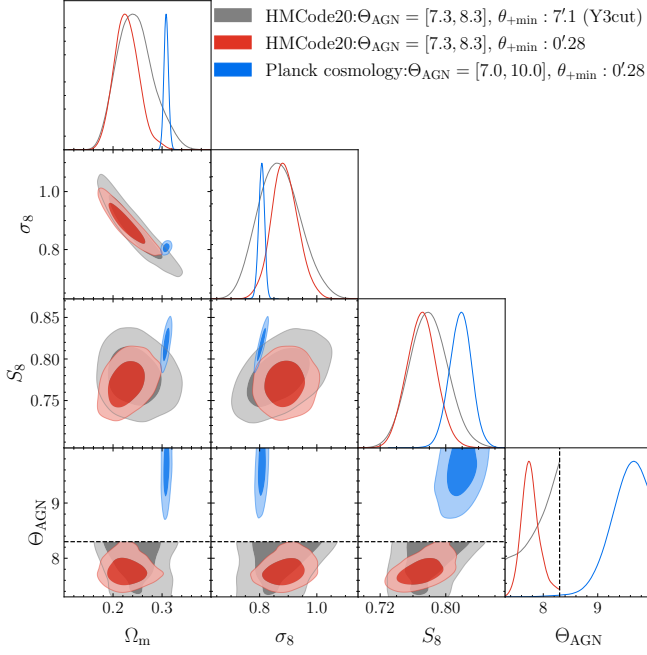 HMCode20:Θ_AGN = [7.3, 8.3], θ_+min : 7′.1 (Y3cut)
HMCode20:Θ_AGN = [7.3, 8.3], θ_+min : 0′.28
Planck cosmology:Θ_AGN = [7.0, 10.0], θ_+min : 0′.28
σ_8
1.0
0.8
S_8
0.85
0.80
0.75
Θ_AGN
9
8
0.2 0.3
0.8 1.0
0.72 0.80
8 9
Ω_m
σ_8
S_8
Θ_AGN